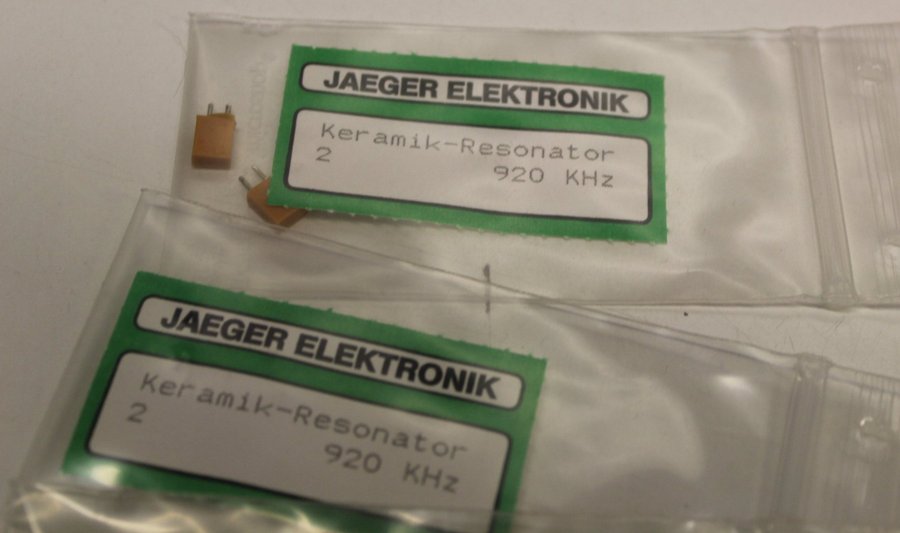 JAEGER ELEKTRONIK
Keramik-Resonator
2
920 KHz
JAEGER ELEKTRONIK
Keramik-Resonator
2
920 KHz